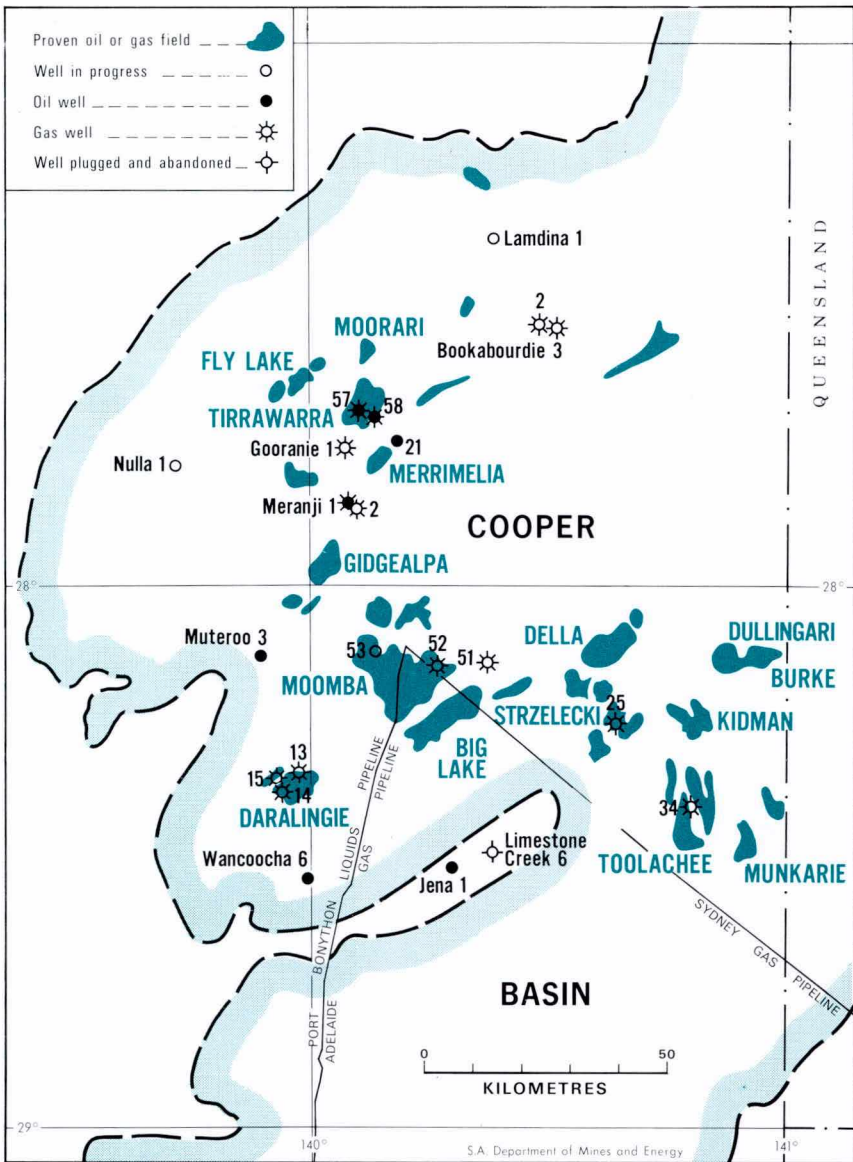 Proven oil or gas field
Well in progress
Oil well
Gas well
Well plugged and abandoned
Lamdina 1
QUEENSLAND
2
Bookabourdie 3
MOORARI
FLY LAKE
57
58
TIRRAWARRA
Gooranie 1
21
Nulla 1
MERRIMELIA
Meranji 1
2
COOPER
GIDGEALPA
28°
28°
Muteroo 3
53
52
51
DELLA
DULLINGARI
BURKE
MOOMBA
STRZELECKI
25
KIDMAN
BIG
LAKE
13
15
14
DARALINGIE
34
TOOLACHEE
MUNKARIE
Wancoocha 6
LIQUIDS PIPELINE
GAS PIPELINE
Jena 1
Limestone
Creek 6
SYDNEY GAS PIPELINE
PORT BONYTHON
ADELAIDE
BASIN
0
50
KILOMETRES
29°
140°
141°
S.A. Department of Mines and Energy